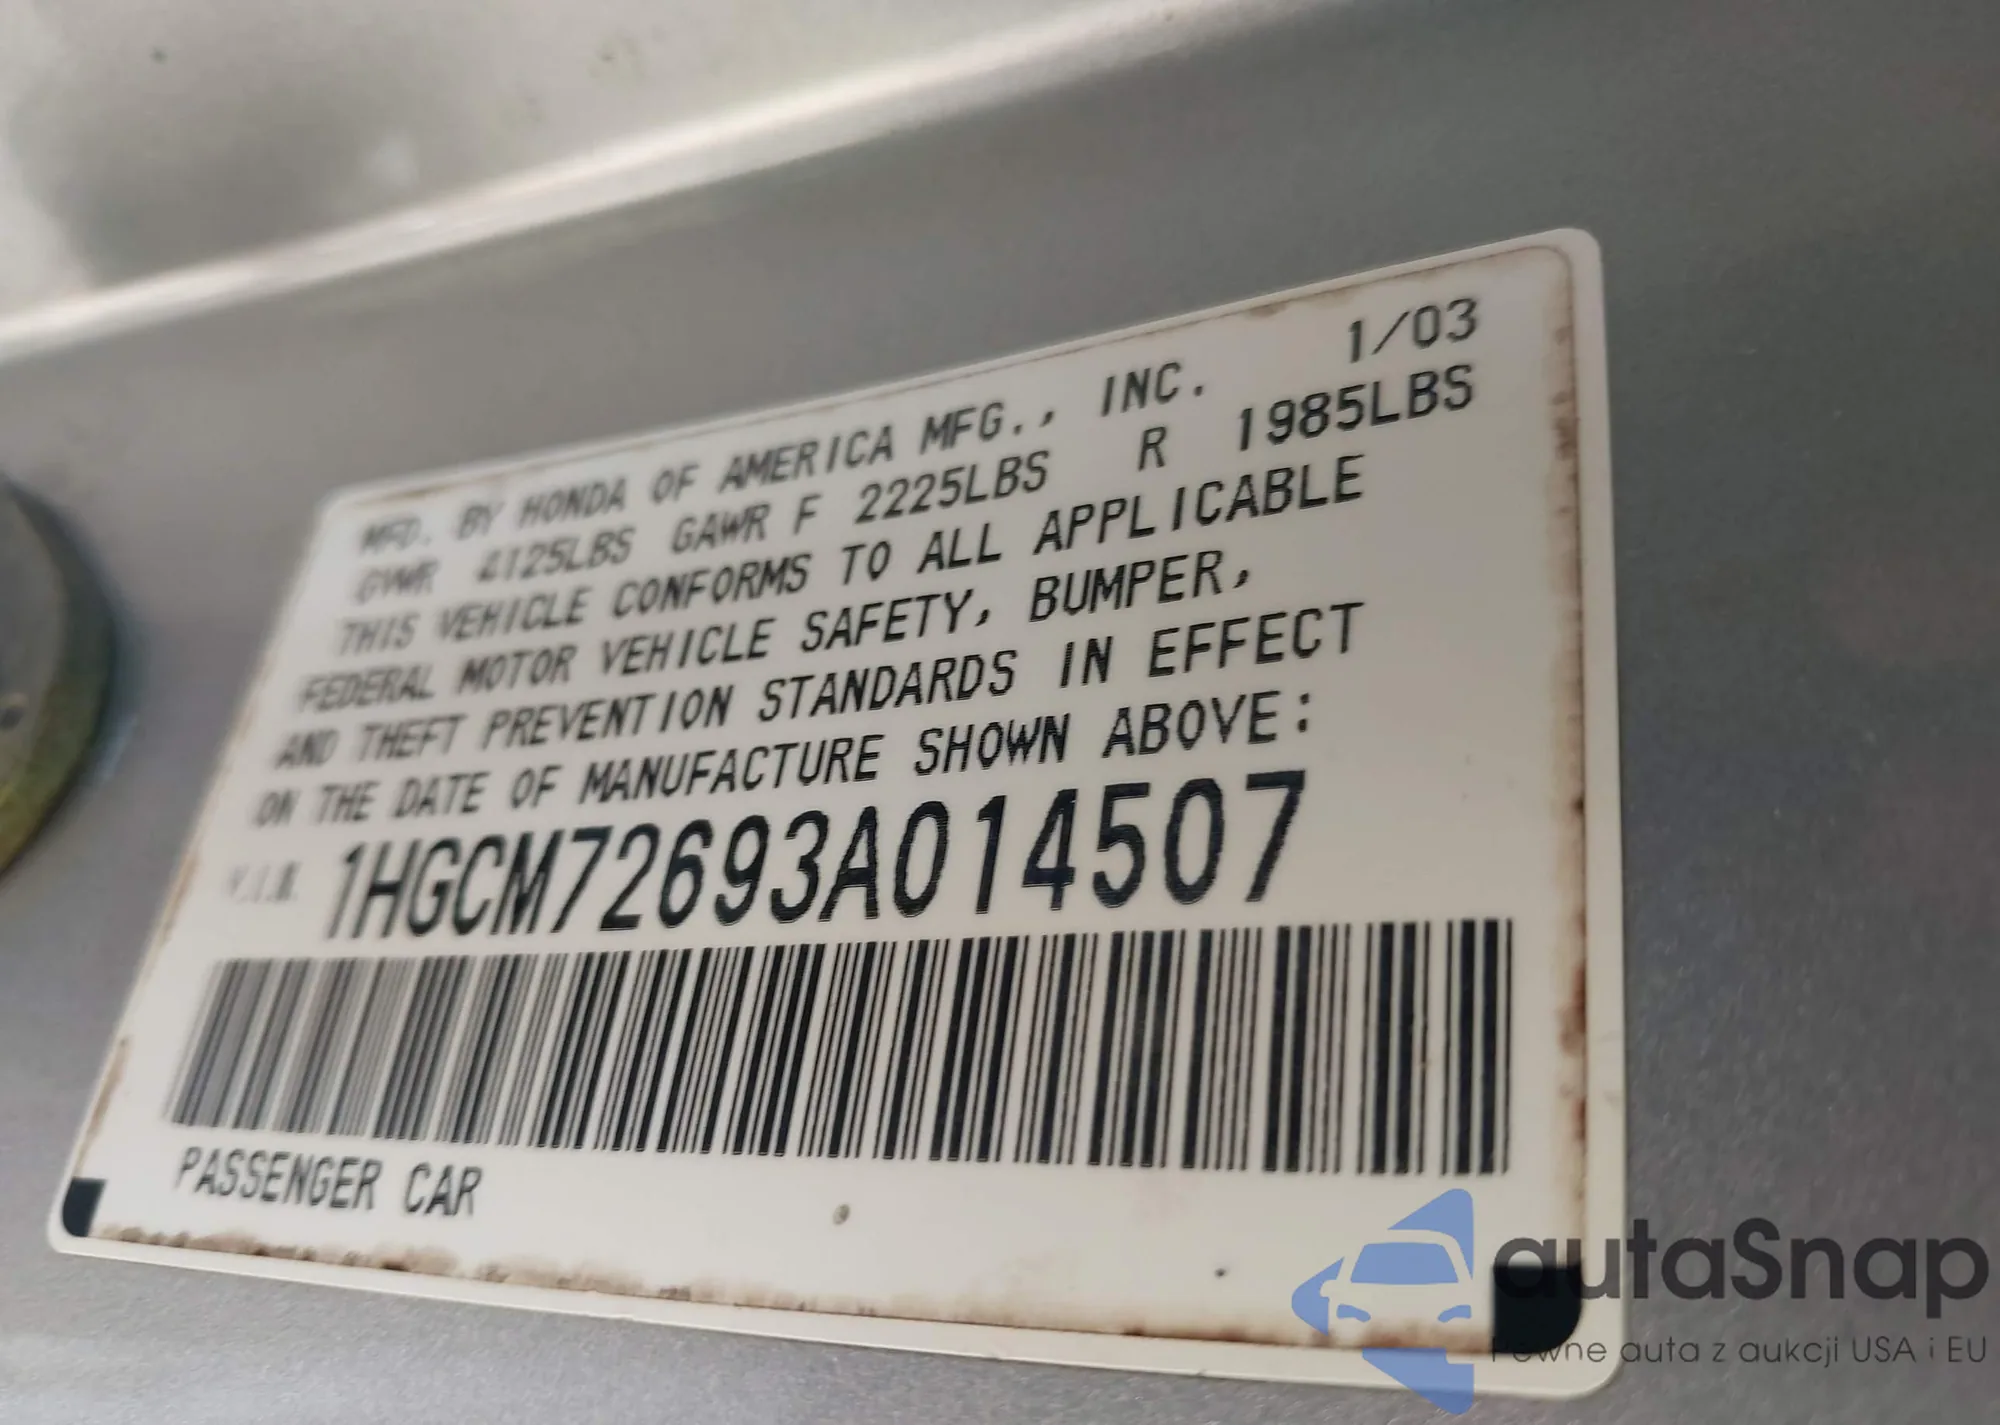 MFD. BY HONDA OF AMERICA MFG., INC. 1/03
GVWR 4125LBS GAWR F 2225LBS R 1985LBS
THIS VEHICLE CONFORMS TO ALL APPLICABLE
FEDERAL MOTOR VEHICLE SAFETY, BUMPER,
AND THEFT PREVENTION STANDARDS IN EFFECT
ON THE DATE OF MANUFACTURE SHOWN ABOVE:
V.I.N. 1HGCM72693A014507
PASSENGER CAR
autaSnap
Pewne auta z aukcji USA i EU